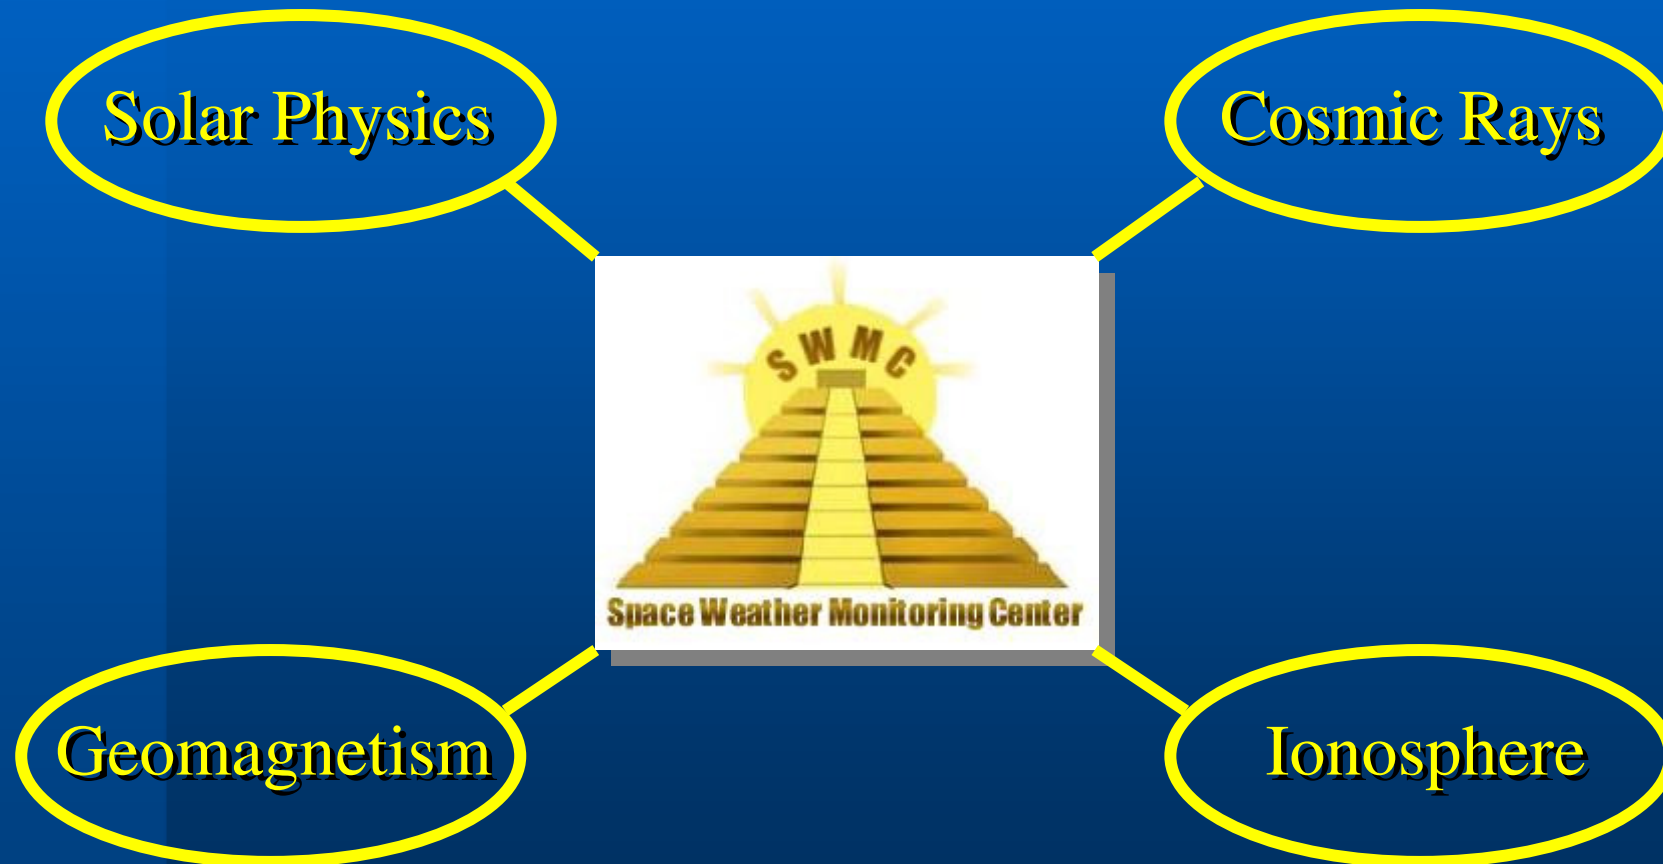 Solar Physics
Cosmic Rays
SWMC
Space Weather Monitoring Center
Geomagnetism
Ionosphere